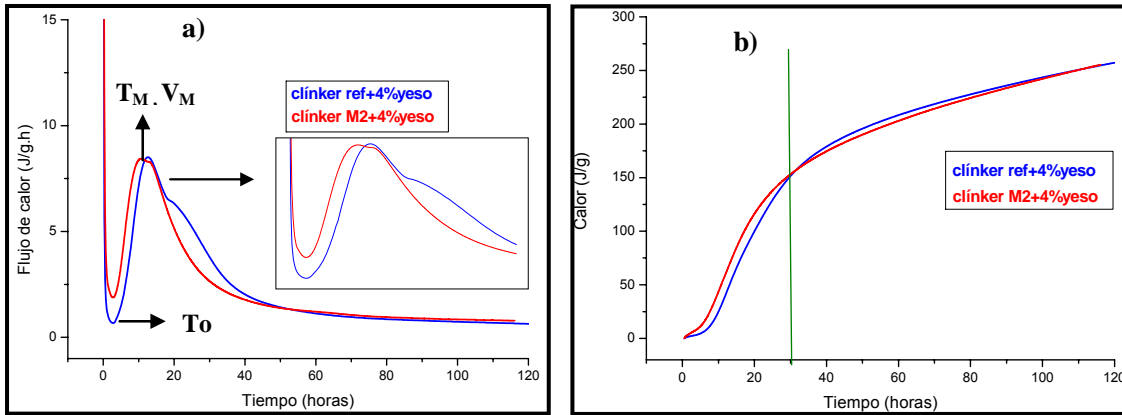 a)
15
10
5
0
Flujo de calor (J/g.h)
T_M , V_M
clínker ref+4%yeso
clínker M2+4%yeso
To
0 20 40 60 80 100 120
Tiempo (horas)
b)
300
250
200
150
100
50
0
Calor (J/g)
clínker ref+4%yeso
clínker M2+4%yeso
0 20 40 60 80 100 120
Tiempo (horas)